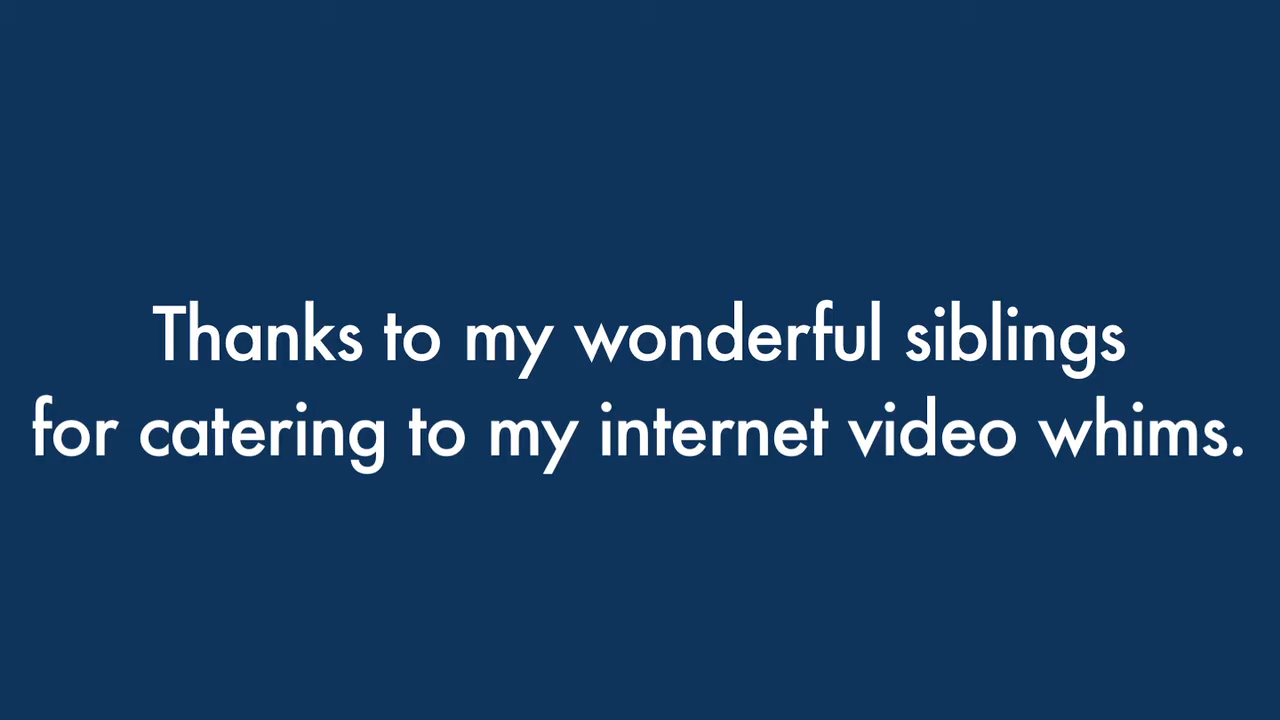 Thanks to my wonderful siblings
for catering to my internet video whims.